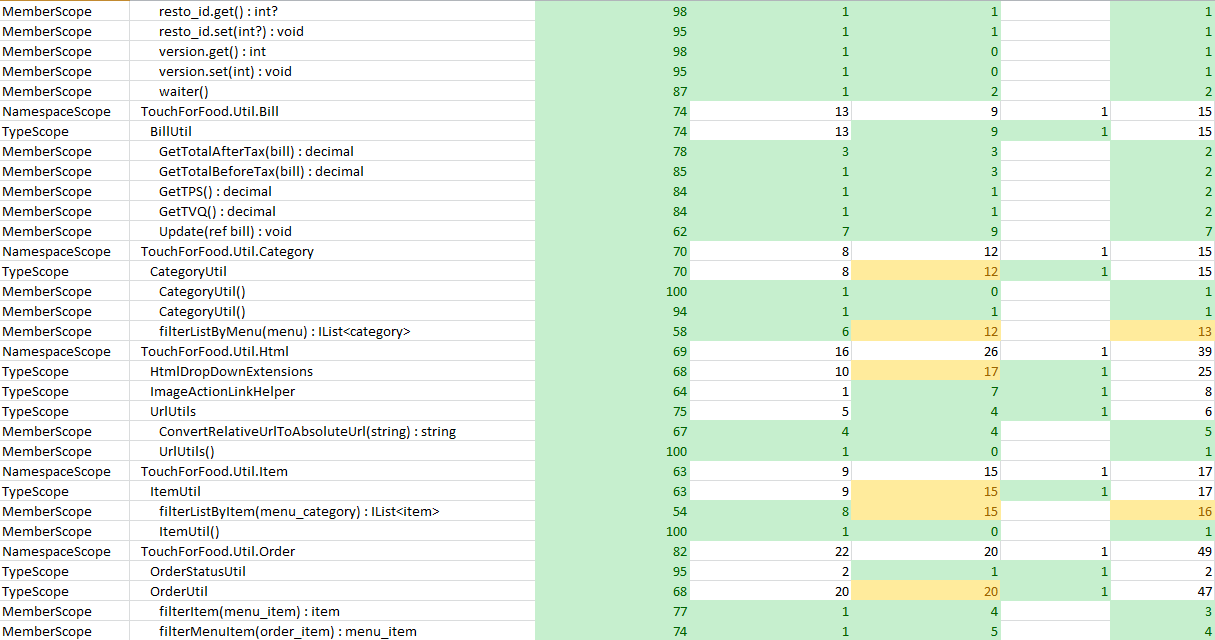 MemberScope resto_id.get() : int? 98 1 1 1
MemberScope resto_id.set(int?) : void 95 1 1 1
MemberScope version.get() : int 98 1 0 1
MemberScope version.set(int) : void 95 1 0 1
MemberScope waiter() 87 1 2 2
NamespaceScope TouchForFood.Util.Bill 74 13 9 1 15
TypeScope BillUtil 74 13 9 1 15
MemberScope GetTotalAfterTax(bill) : decimal 78 3 3 2
MemberScope GetTotalBeforeTax(bill) : decimal 85 1 3 2
MemberScope GetTPS() : decimal 84 1 1 2
MemberScope GetTVQ() : decimal 84 1 1 2
MemberScope Update(ref bill) : void 62 7 9 7
NamespaceScope TouchForFood.Util.Category 70 8 12 1 15
TypeScope CategoryUtil 70 8 12 1 15
MemberScope CategoryUtil() 100 1 0 1
MemberScope CategoryUtil() 94 1 1 1
MemberScope filterListByMenu(menu) : IList<category> 58 6 12 13
NamespaceScope TouchForFood.Util.Html 69 16 26 1 39
TypeScope HtmlDropDownExtensions 68 10 17 1 25
TypeScope ImageActionLinkHelper 64 1 7 1 8
TypeScope UrlUtils 75 5 4 1 6
MemberScope ConvertRelativeUrlToAbsoluteUrl(string) : string 67 4 4 5
MemberScope UrlUtils() 100 1 0 1
NamespaceScope TouchForFood.Util.Item 63 9 15 1 17
TypeScope ItemUtil 63 9 15 1 17
MemberScope filterListByItem(menu_category) : IList<item> 54 8 15 16
MemberScope ItemUtil() 100 1 0 1
NamespaceScope TouchForFood.Util.Order 82 22 20 1 49
TypeScope OrderStatusUtil 95 2 1 1 2
TypeScope OrderUtil 68 20 20 1 47
MemberScope filterItem(menu_item) : item 77 1 4 3
MemberScope filterMenuItem(order_item) : menu_item 74 1 5 4